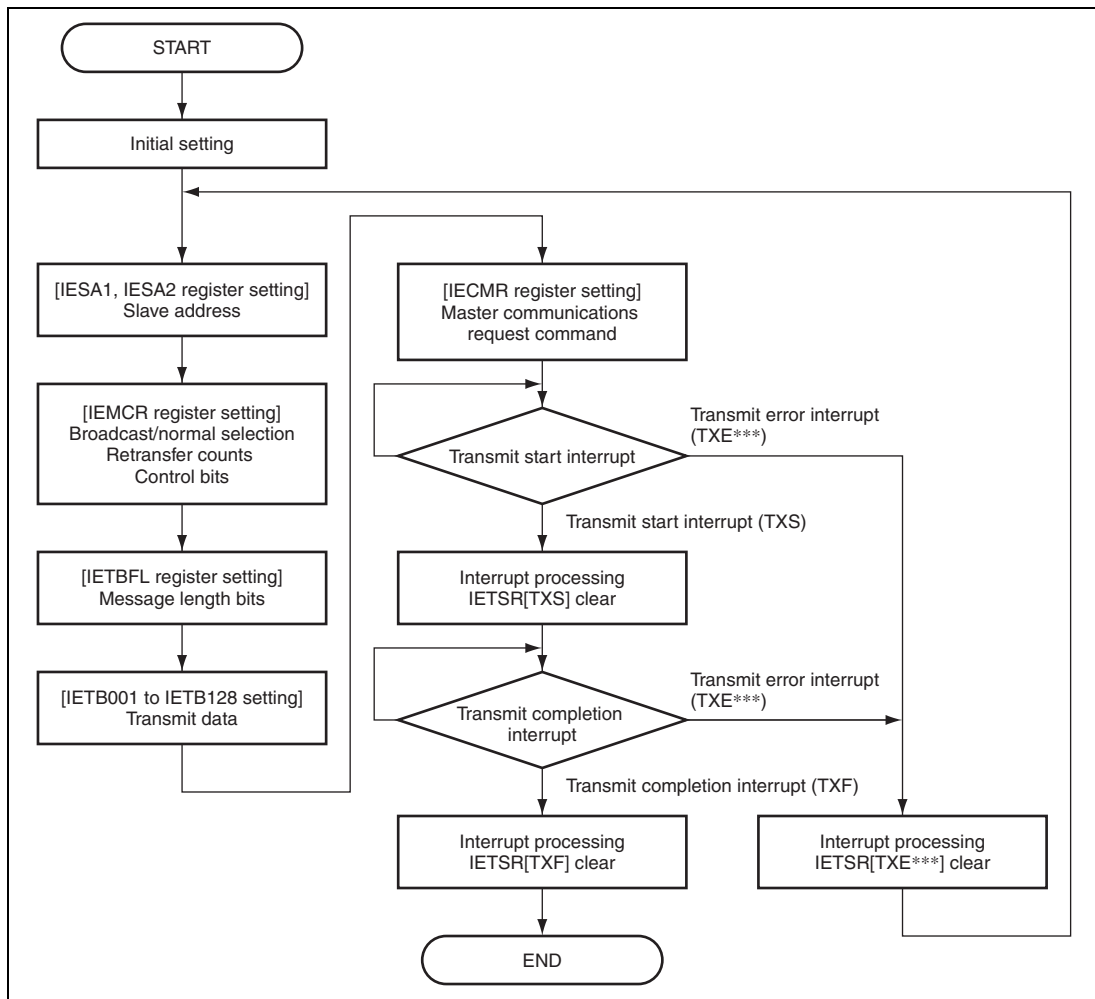 START
Initial setting
[IESA1, IESA2 register setting]
Slave address
[IEMCR register setting]
Broadcast/normal selection
Retransfer counts
Control bits
[IETBFL register setting]
Message length bits
[IETB001 to IETB128 setting]
Transmit data
[IECMR register setting]
Master communications
request command
Transmit start interrupt
Transmit error interrupt
(TXE***)
Transmit start interrupt (TXS)
Interrupt processing
IETSR[TXS] clear
Transmit completion
interrupt
Transmit error interrupt
(TXE***)
Transmit completion interrupt (TXF)
Interrupt processing
IETSR[TXF] clear
Interrupt processing
IETSR[TXE***] clear
END